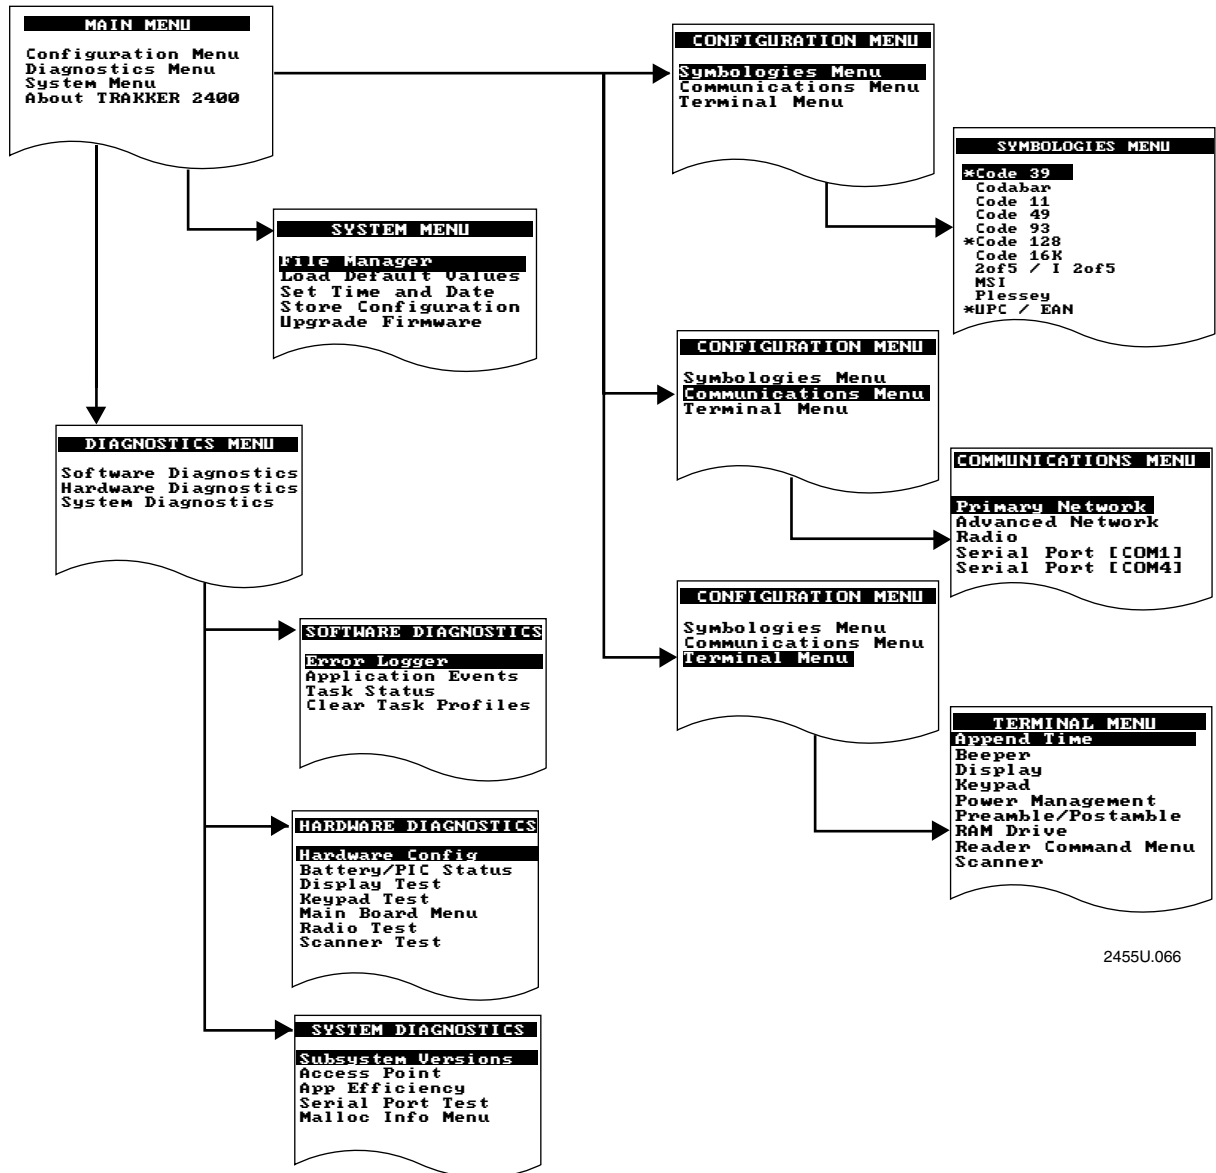 MAIN MENU
Configuration Menu
Diagnostics Menu
System Menu
About TRAKKER 2400
CONFIGURATION MENU
Symbologies Menu
Communications Menu
Terminal Menu
SYMBOLOGIES MENU
*Code 39
Codabar
Code 11
Code 49
Code 93
*Code 128
Code 16K
2of5 / I 2of5
MSI
Plessey
*UPC / EAN
SYSTEM MENU
File Manager
Load Default Values
Set Time and Date
Store Configuration
Upgrade Firmware
CONFIGURATION MENU
Symbologies Menu
Communications Menu
Terminal Menu
DIAGNOSTICS MENU
Software Diagnostics
Hardware Diagnostics
System Diagnostics
COMMUNICATIONS MENU
Primary Network
Advanced Network
Radio
Serial Port [COM1]
Serial Port [COM4]
CONFIGURATION MENU
Symbologies Menu
Communications Menu
Terminal Menu
SOFTWARE DIAGNOSTICS
Error Logger
Application Events
Task Status
Clear Task Profiles
TERMINAL MENU
Append Time
Beeper
Display
Keypad
Power Management
Preamble/Postamble
RAM Drive
Reader Command Menu
Scanner
HARDWARE DIAGNOSTICS
Hardware Config
Battery/PIC Status
Display Test
Keypad Test
Main Board Menu
Radio Test
Scanner Test
2455U.066
SYSTEM DIAGNOSTICS
Subsystem Versions
Access Point
App Efficiency
Serial Port Test
Malloc Info Menu